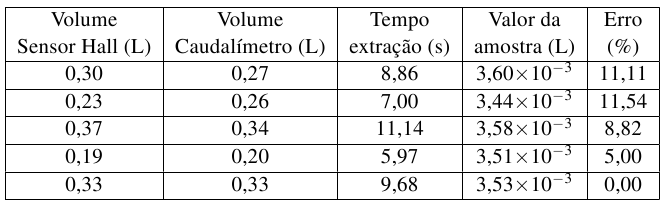 Volume Sensor Hall (L) | Volume Caudalímetro (L) | Tempo extração (s) | Valor da amostra (L) | Erro (%)
0,30 | 0,27 | 8,86 | 3,60×10⁻³ | 11,11
0,23 | 0,26 | 7,00 | 3,44×10⁻³ | 11,54
0,37 | 0,34 | 11,14 | 3,58×10⁻³ | 8,82
0,19 | 0,20 | 5,97 | 3,51×10⁻³ | 5,00
0,33 | 0,33 | 9,68 | 3,53×10⁻³ | 0,00